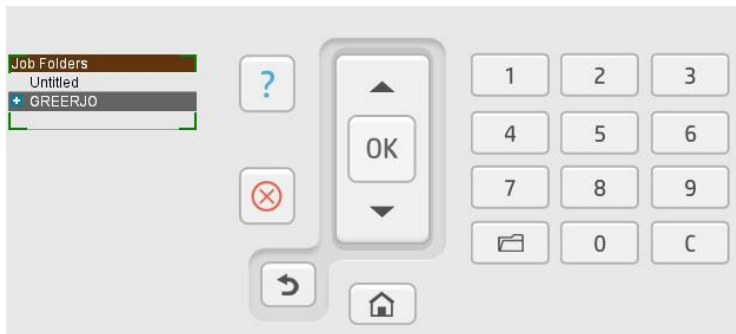 Job Folders
Untitled
GREERJO
?
OK
1 2 3
4 5 6
7 8 9
0 C